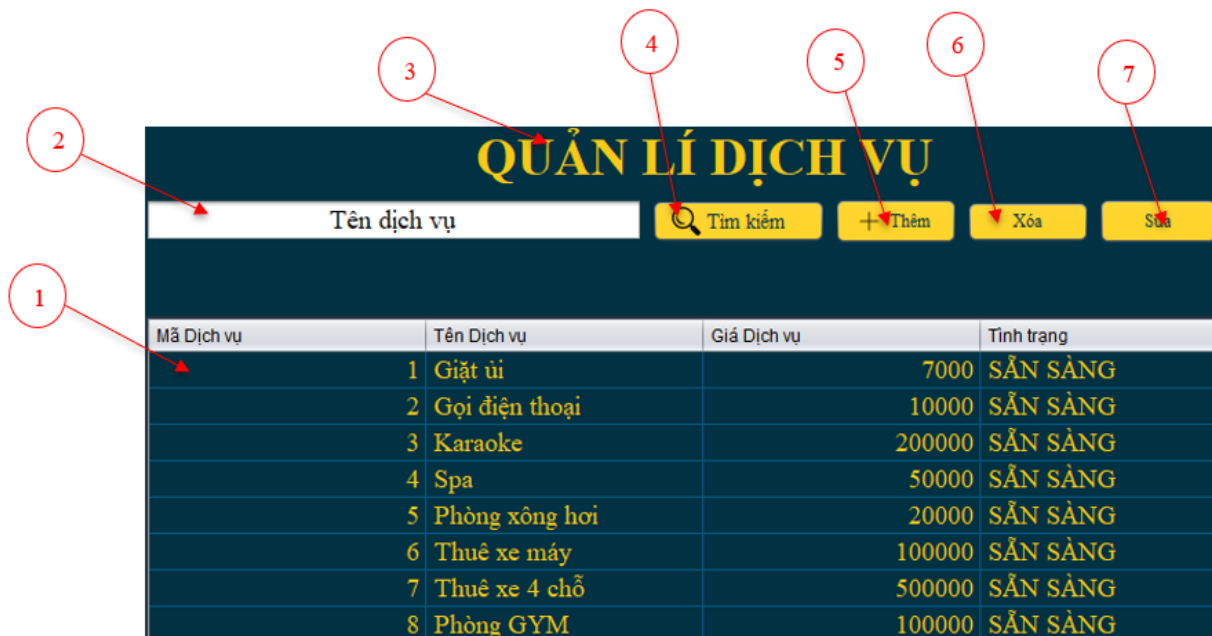 4
6
5
3
7
2
QUẢN LÍ DỊCH VỤ
Tên dịch vụ Tìm kiếm + Thêm Xóa Sửa
1
Mã Dịch vụ Tên Dịch vụ Giá Dịch vụ Tình trạng
1 Giặt ủi 7000 SẴN SÀNG
2 Gọi điện thoại 10000 SẴN SÀNG
3 Karaoke 200000 SẴN SÀNG
4 Spa 50000 SẴN SÀNG
5 Phòng xông hơi 20000 SẴN SÀNG
6 Thuê xe máy 100000 SẴN SÀNG
7 Thuê xe 4 chỗ 500000 SẴN SÀNG
8 Phòng GYM 100000 SẴN SÀNG